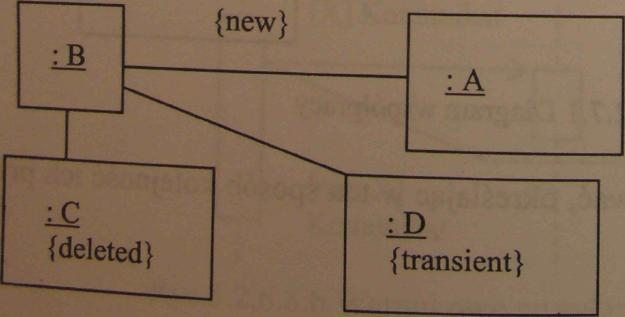 {new}
: B
: A
: C
{deleted}
: D
{transient}